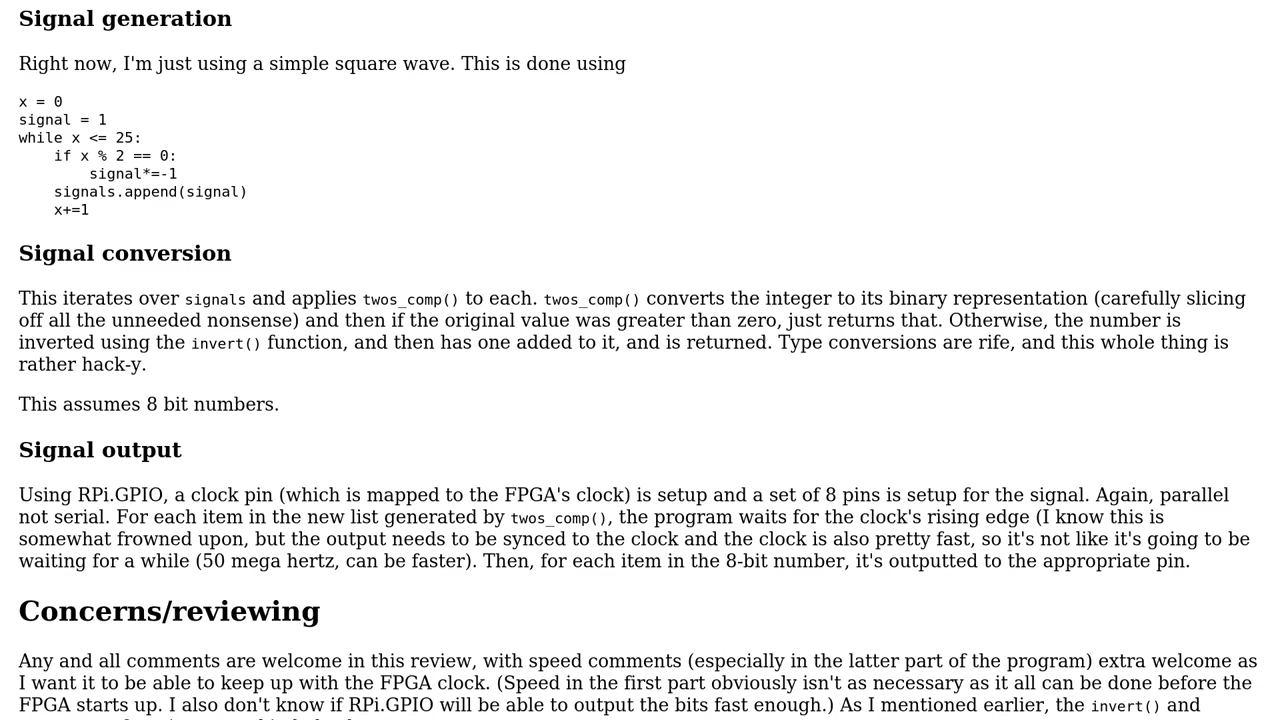 Signal generation
Right now, I'm just using a simple square wave. This is done using
x = 0
signal = 1
while x <= 25:
    if x % 2 == 0:
        signal*=-1
    signals.append(signal)
    x+=1
Signal conversion
This iterates over signals and applies twos_comp() to each. twos_comp() converts the integer to its binary representation (carefully slicing
off all the unneeded nonsense) and then if the original value was greater than zero, just returns that. Otherwise, the number is
inverted using the invert() function, and then has one added to it, and is returned. Type conversions are rife, and this whole thing is
rather hack-y.
This assumes 8 bit numbers.
Signal output
Using RPi.GPIO, a clock pin (which is mapped to the FPGA's clock) is setup and a set of 8 pins is setup for the signal. Again, parallel
not serial. For each item in the new list generated by twos_comp(), the program waits for the clock's rising edge (I know this is
somewhat frowned upon, but the output needs to be synced to the clock and the clock is also pretty fast, so it's not like it's going to be
waiting for a while (50 mega hertz, can be faster). Then, for each item in the 8-bit number, it's outputted to the appropriate pin.
Concerns/reviewing
Any and all comments are welcome in this review, with speed comments (especially in the latter part of the program) extra welcome as
I want it to be able to keep up with the FPGA clock. (Speed in the first part obviously isn't as necessary as it all can be done before the
FPGA starts up. I also don't know if RPi.GPIO will be able to output the bits fast enough.) As I mentioned earlier, the invert() and